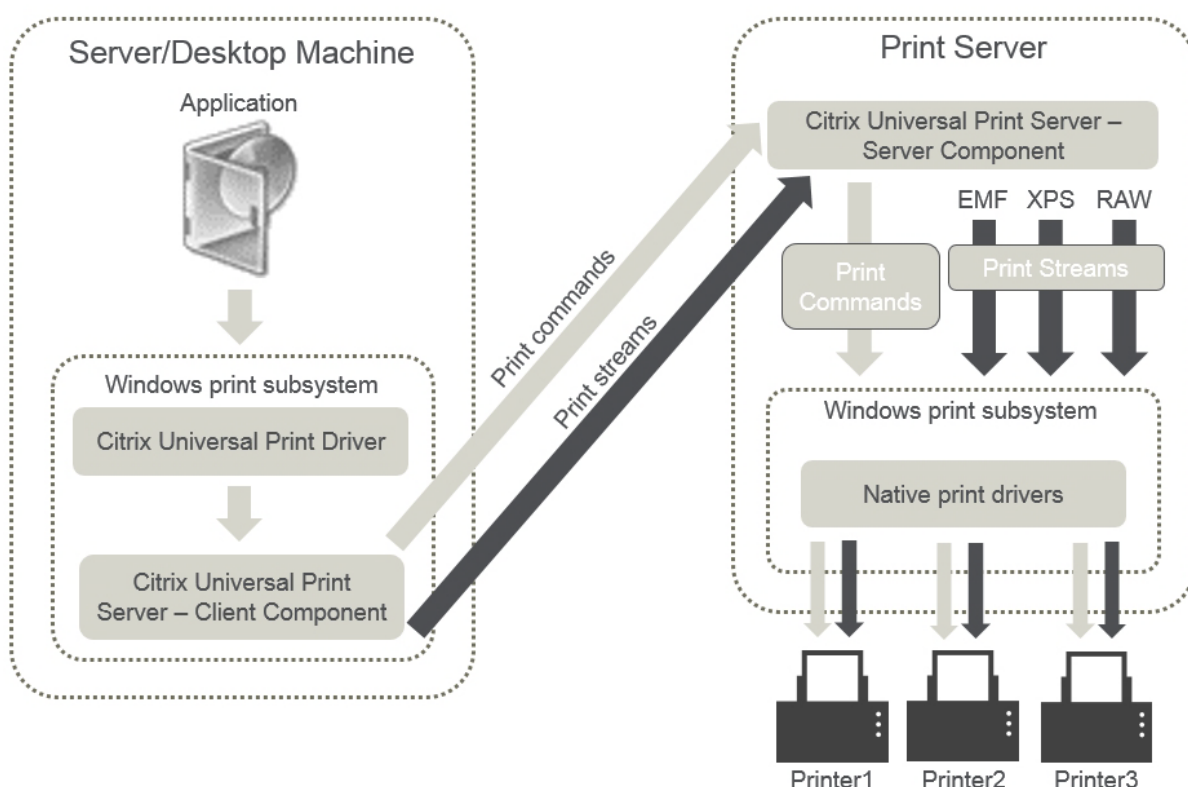 Server/Desktop Machine
Application
Windows print subsystem
Citrix Universal Print Driver
Citrix Universal Print
Server – Client Component
Print commands
Print streams
Print Server
Citrix Universal Print Server –
Server Component
EMF XPS RAW
Print
Commands
Print Streams
Windows print subsystem
Native print drivers
Printer1 Printer2 Printer3